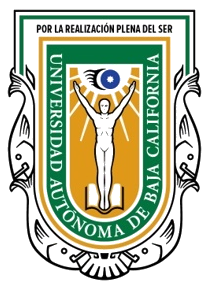 POR LA REALIZACIÓN PLENA DEL SER
UNIVERSIDAD AUTÓNOMA DE BAJA CALIFORNIA